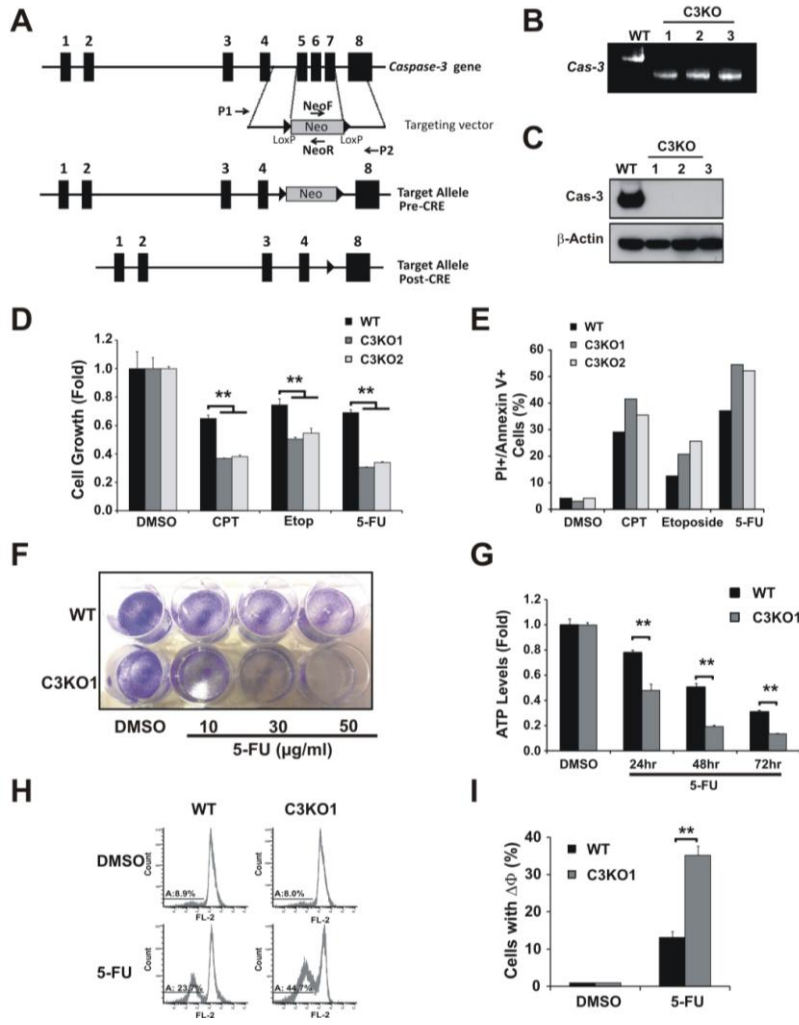 A
1 2 3 4 5 6 7 8
Caspase-3 gene
P1
NeoF
Neo
Targeting vector
LoxP
LoxP
NeoR
P2
1 2 3 4 8
Neo
Target Allele
Pre-CRE
1 2 3 4 8
Target Allele
Post-CRE
B
C3KO
WT 1 2 3
Cas-3
C
C3KO
WT 1 2 3
Cas-3
β-Actin
D
WT
C3KO1
C3KO2
Cell Growth (Fold)
1.2
1.0
0.8
0.6
0.4
0.2
0.0
** ** **
DMSO CPT Etop 5-FU
E
WT
C3KO1
C3KO2
PI+/Annexin V+
Cells (%)
60
50
40
30
20
10
0
DMSO CPT Etoposide 5-FU
F
WT
C3KO1
DMSO 10 30 50
5-FU (µg/ml)
G
WT
C3KO1
ATP Levels (Fold)
1.2
1.0
0.8
0.6
0.4
0.2
0.0
** ** **
DMSO 24hr 48hr 72hr
5-FU
H
WT C3KO1
DMSO
Count
A:8.9%
FL-2
Count
A:8.0%
FL-2
5-FU
Count
A: 23.7%
FL-2
Count
A: 44.7%
FL-2
I
WT
C3KO1
Cells with ΔΦ (%)
40
30
20
10
0
**
DMSO 5-FU